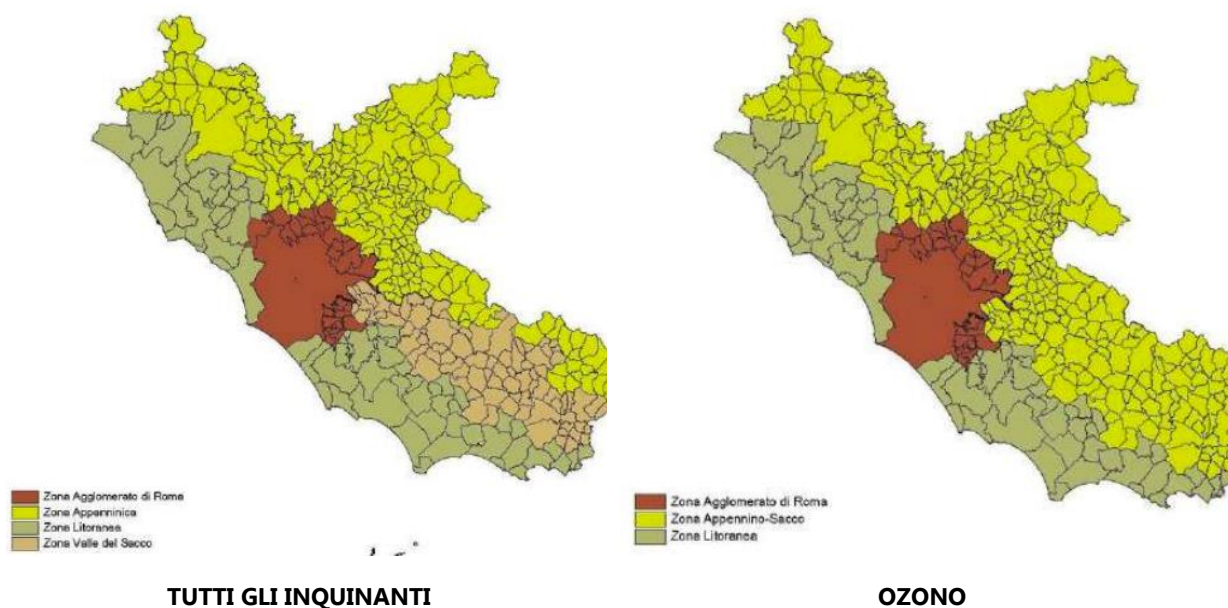 Zona Agglomerato di Roma
Zona Appenninica
Zona Litoranea
Zona Valle del Sacco
TUTTI GLI INQUINANTI
Zona Agglomerato di Roma
Zona Appennino-Sacco
Zona Litoranea
OZONO